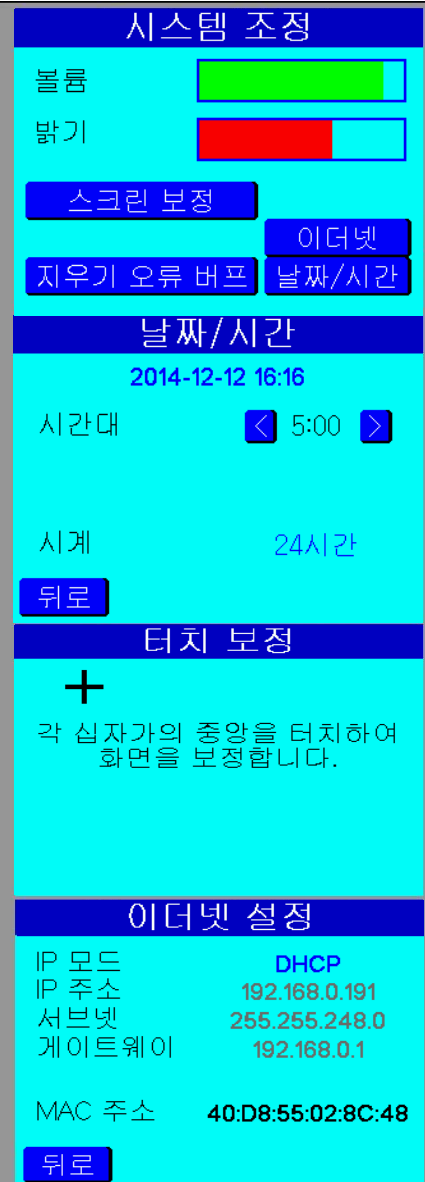 시스템 조정
볼륨
밝기
스크린 보정
이더넷
지우기 오류 버프 날짜/시간
날짜/시간
2014-12-12 16:16
시간대 < 5:00 >
시계 24시간
뒤로
터치 보정
각 십자가의 중앙을 터치하여
화면을 보정합니다.
이더넷 설정
IP 모드 DHCP
IP 주소 192.168.0.191
서브넷 255.255.248.0
게이트웨이 192.168.0.1
MAC 주소 40:D8:55:02:8C:48
뒤로